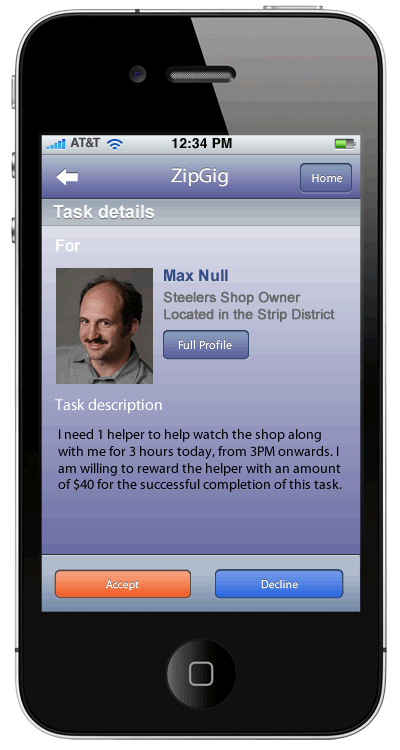 AT&T 12:34 PM
ZipGig Home
Task details
For
Max Null
Steelers Shop Owner
Located in the Strip District
Full Profile
Task description
I need 1 helper to help watch the shop along
with me for 3 hours today, from 3PM onwards. I
am willing to reward the helper with an amount
of $40 for the successful completion of this task.
Accept Decline